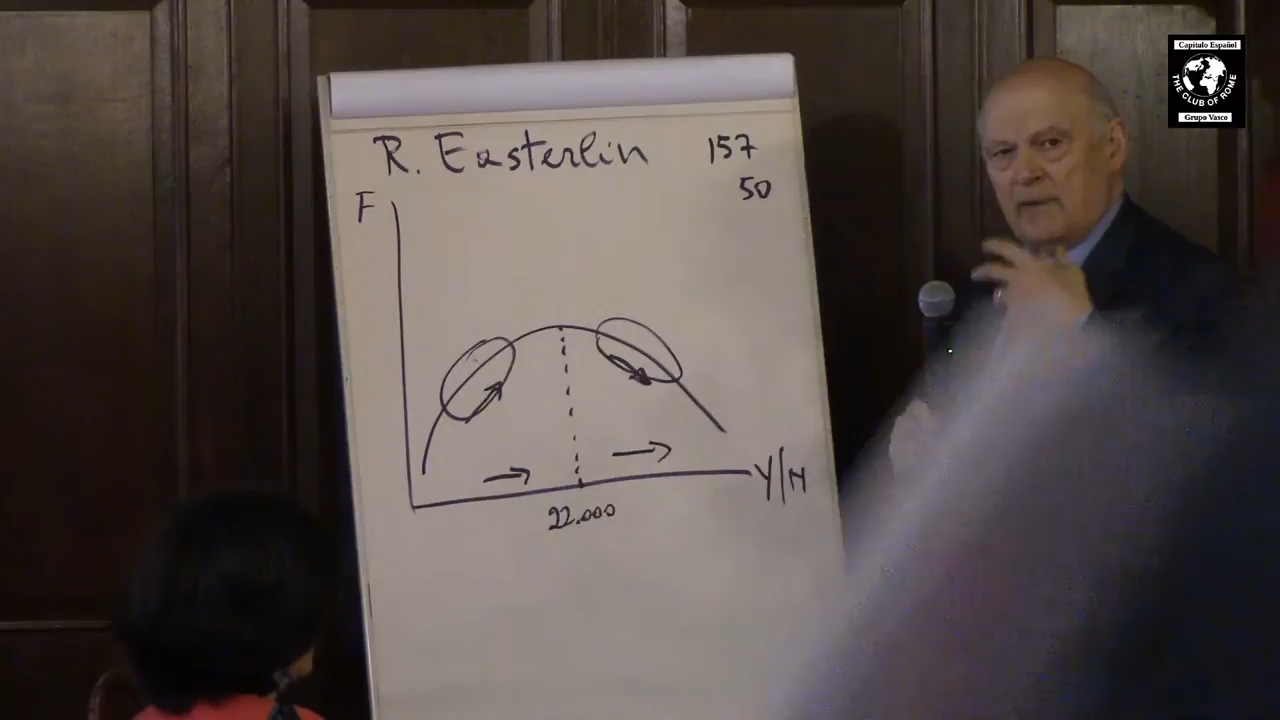 R. Easterlin 157
50
F
Y/N
22.000
Capítulo Español
THE CLUB OF ROME
Grupo Vasco